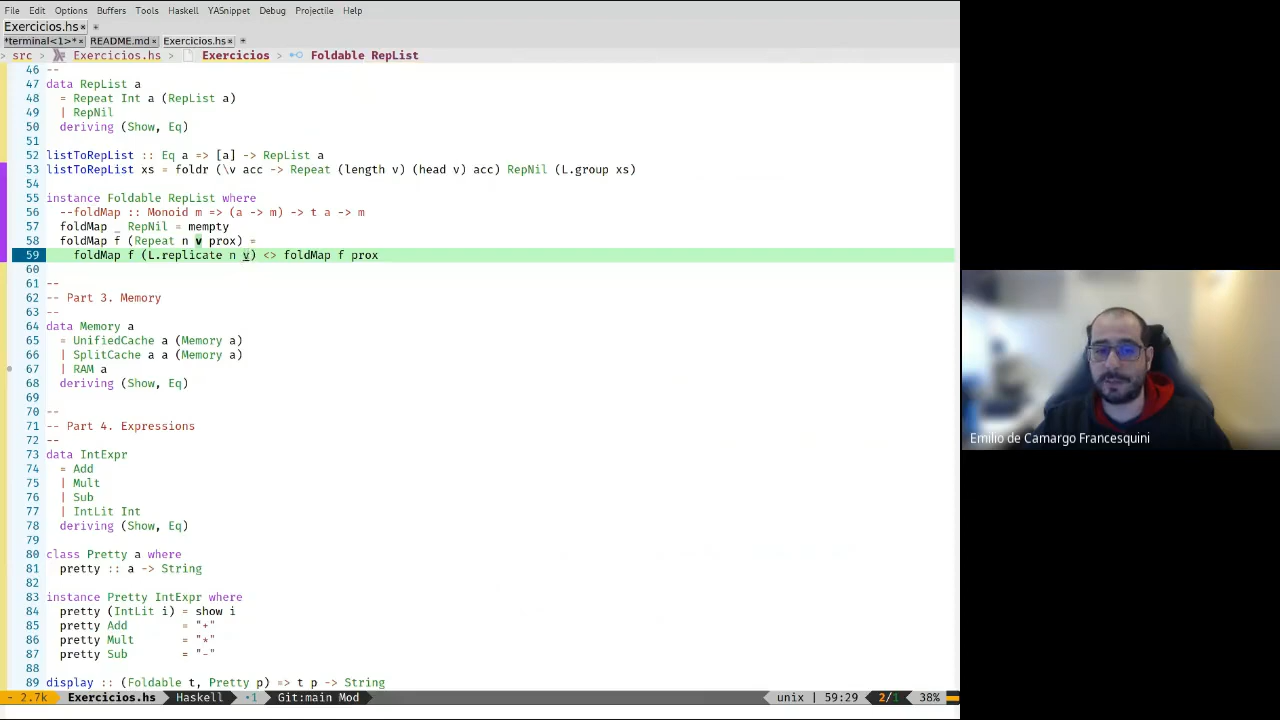 File Edit Options Buffers Tools Haskell YASnippet Debug Projectile Help
Exercicios.hs× +
*terminal<1>*× README.md× Exercicios.hs× +
> src > Exercicios.hs > Exercicios > Foldable RepList
46 --
47 data RepList a
48 = Repeat Int a (RepList a)
49 | RepNil
50 deriving (Show, Eq)
51
52 listToRepList :: Eq a => [a] -> RepList a
53 listToRepList xs = foldr (\v acc -> Repeat (length v) (head v) acc) RepNil (L.group xs)
54
55 instance Foldable RepList where
56 --foldMap :: Monoid m => (a -> m) -> t a -> m
57 foldMap _ RepNil = mempty
58 foldMap f (Repeat n v prox) =
59 foldMap f (L.replicate n v) <> foldMap f prox
60
61 --
62 -- Part 3. Memory
63 --
64 data Memory a
65 = UnifiedCache a (Memory a)
66 | SplitCache a a (Memory a)
67 | RAM a
68 deriving (Show, Eq)
69
70 --
71 -- Part 4. Expressions
72 --
73 data IntExpr
74 = Add
75 | Mult
76 | Sub
77 | IntLit Int
78 deriving (Show, Eq)
79
80 class Pretty a where
81 pretty :: a -> String
82
83 instance Pretty IntExpr where
84 pretty (IntLit i) = show i
85 pretty Add = "+"
86 pretty Mult = "*"
87 pretty Sub = "-"
88
89 display :: (Foldable t, Pretty p) => t p -> String
- 2.7k Exercicios.hs Haskell •1 Git:main Mod unix | 59:29 2/1 38%
Emilio de Camargo Francesquini